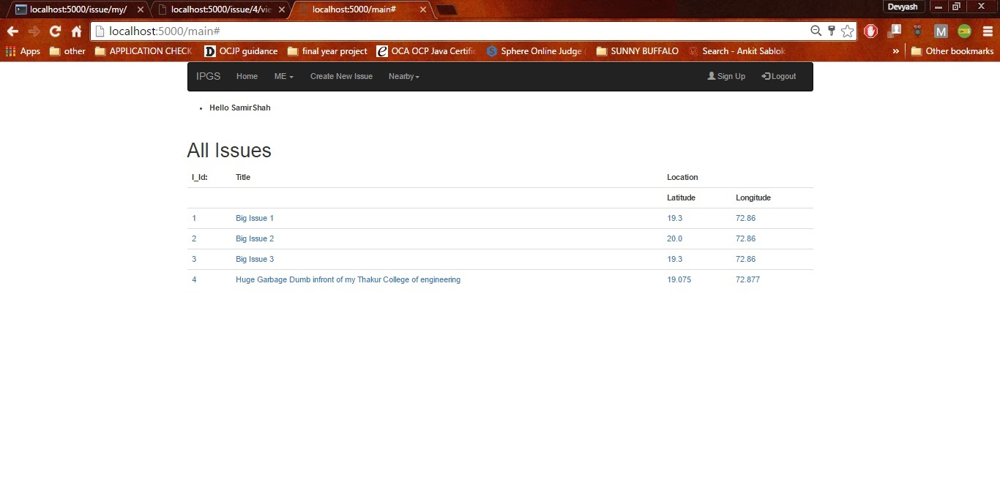 localhost:5000/issue/my/ localhost:5000/issue/4/vie localhost:5000/main# Devyash
localhost:5000/main#
Apps other APPLICATION CHECK OCJP guidance final year project OCA OCP Java Certific Sphere Online Judge SUNNY BUFFALO Search - Ankit Sablok » Other bookmarks
IPGS Home ME Create New Issue Nearby Sign Up Logout
• Hello SamirShah
All Issues
I_Id: Title Location
Latitude Longitude
1 Big Issue 1 19.3 72.86
2 Big Issue 2 20.0 72.86
3 Big Issue 3 19.3 72.86
4 Huge Garbage Dumb infront of my Thakur College of engineering 19.075 72.877